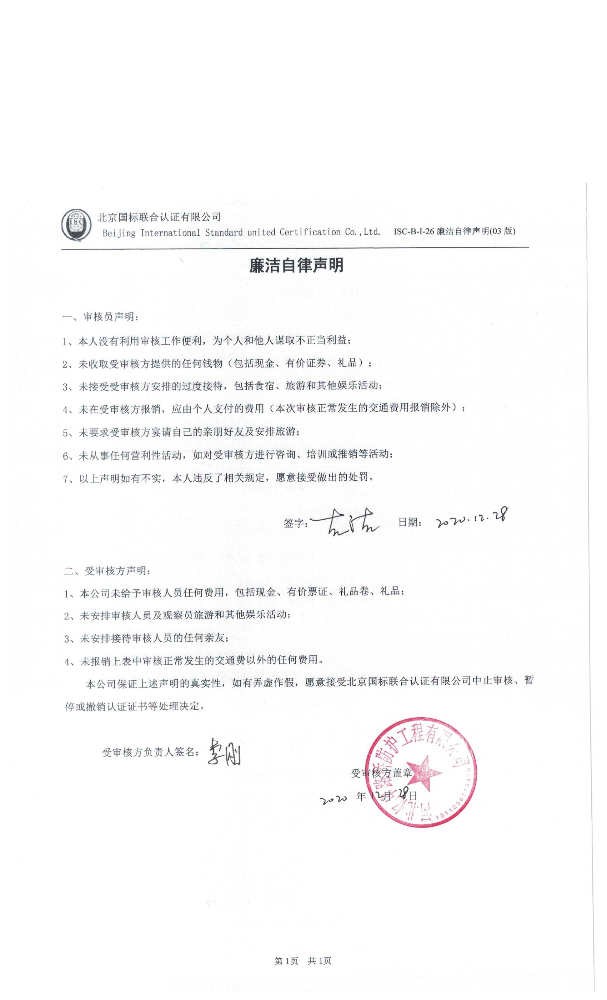 ISC
北京国标联合认证有限公司
Beijing International Standard united Certification Co.,Ltd. ISC-B-I-26 廉洁自律声明(03 版)
廉洁自律声明
一、审核员声明：
1、本人没有利用审核工作便利，为个人和他人谋取不正当利益；
2、未收取受审核方提供的任何钱物（包括现金、有价证券、礼品）；
3、未接受受审核方安排的过度接待，包括食宿、旅游和其他娱乐活动；
4、未在受审核方报销，应由个人支付的费用（本次审核正常发生的交通费用报销除外）；
5、未要求受审核方宴请自己的亲朋好友及安排旅游；
6、未从事任何营利性活动，如对受审核方进行咨询、培训或推销等活动；
7、以上声明如有不实，本人违反了相关规定，愿意接受做出的处罚。
签字： 日期： 2020.12.28
二、受审核方声明：
1、本公司未给予审核人员任何费用，包括现金、有价票证、礼品卷、礼品；
2、未安排审核人员及观察员旅游和其他娱乐活动；
3、未安排接待审核人员的任何亲友；
4、未报销上表中审核正常发生的交通费以外的任何费用。
本公司保证上述声明的真实性，如有弄虚作假，愿意接受北京国标联合认证有限公司中止审核、暂
停或撤销认证证书等处理决定。
受审核方负责人签名：李刚
河北亿路桥防护工程有限公司
受审核方盖章
2020 年 12月 28日
第 1页 共 1页